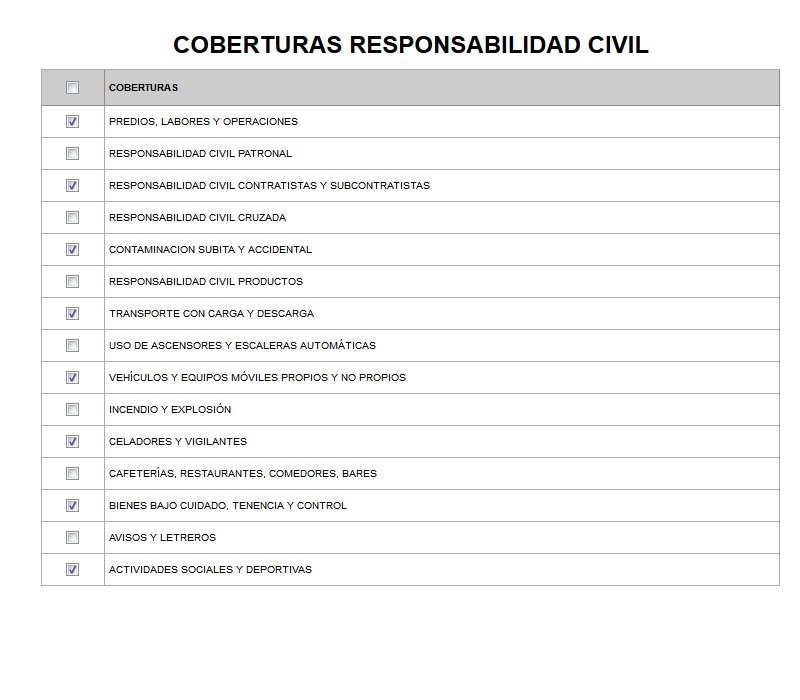 COBERTURAS RESPONSABILIDAD CIVIL
COBERTURAS
PREDIOS, LABORES Y OPERACIONES
RESPONSABILIDAD CIVIL PATRONAL
RESPONSABILIDAD CIVIL CONTRATISTAS Y SUBCONTRATISTAS
RESPONSABILIDAD CIVIL CRUZADA
CONTAMINACION SUBITA Y ACCIDENTAL
RESPONSABILIDAD CIVIL PRODUCTOS
TRANSPORTE CON CARGA Y DESCARGA
USO DE ASCENSORES Y ESCALERAS AUTOMÁTICAS
VEHÍCULOS Y EQUIPOS MÓVILES PROPIOS Y NO PROPIOS
INCENDIO Y EXPLOSIÓN
CELADORES Y VIGILANTES
CAFETERÍAS, RESTAURANTES, COMEDORES, BARES
BIENES BAJO CUIDADO, TENENCIA Y CONTROL
AVISOS Y LETREROS
ACTIVIDADES SOCIALES Y DEPORTIVAS